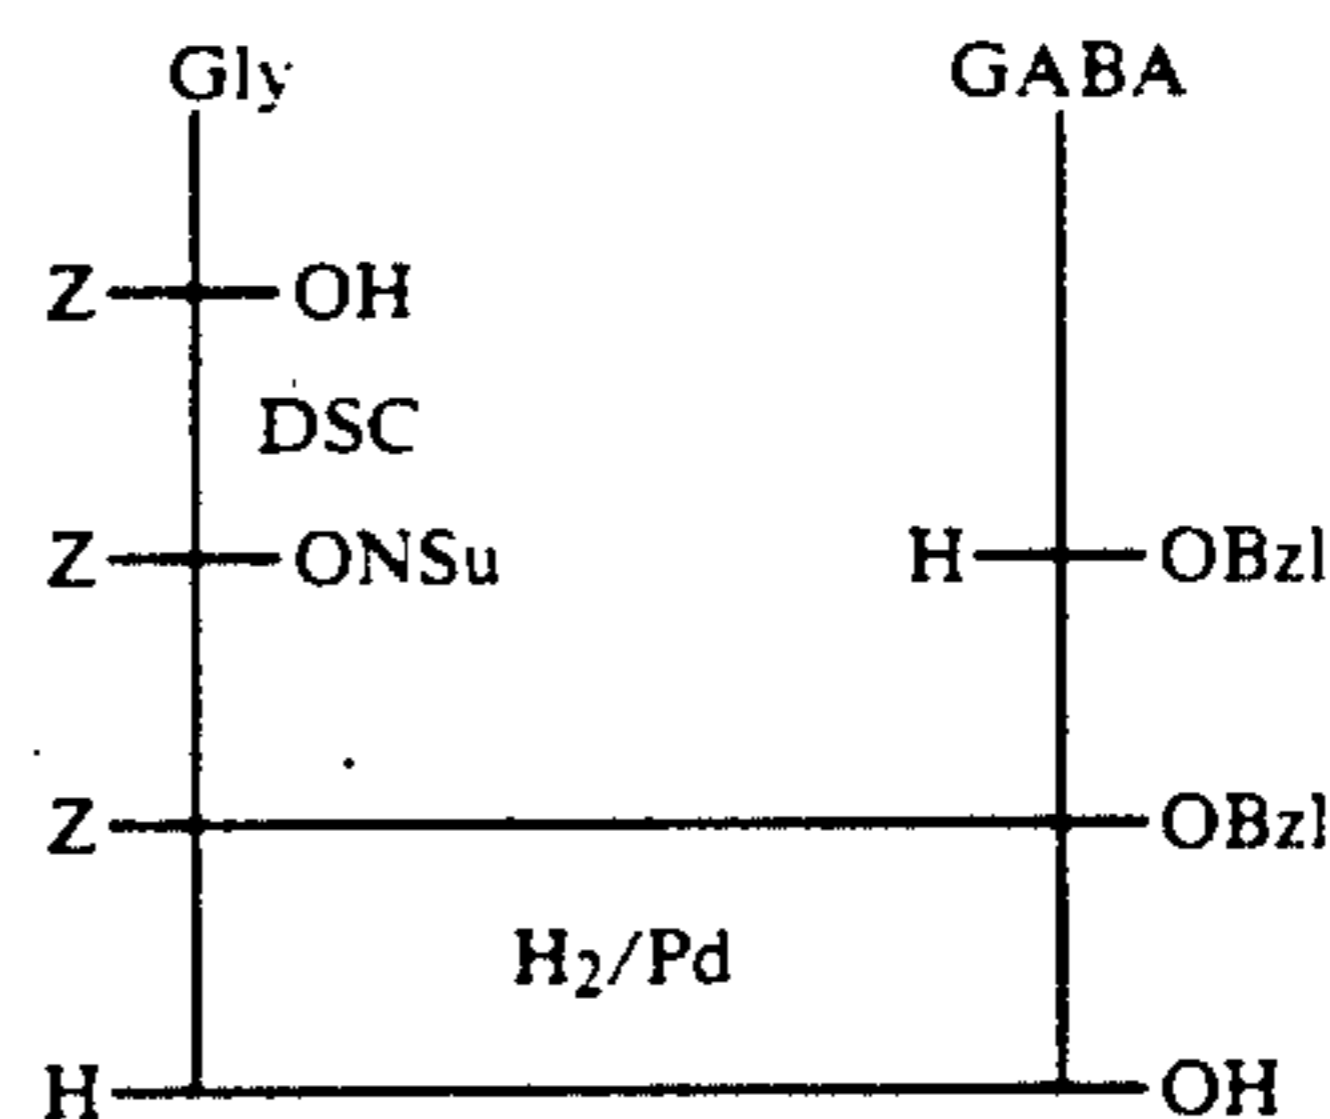 Gly GABA
Z OH
DSC
Z ONSu H OBzl
Z OBzl
H₂/Pd
H OH